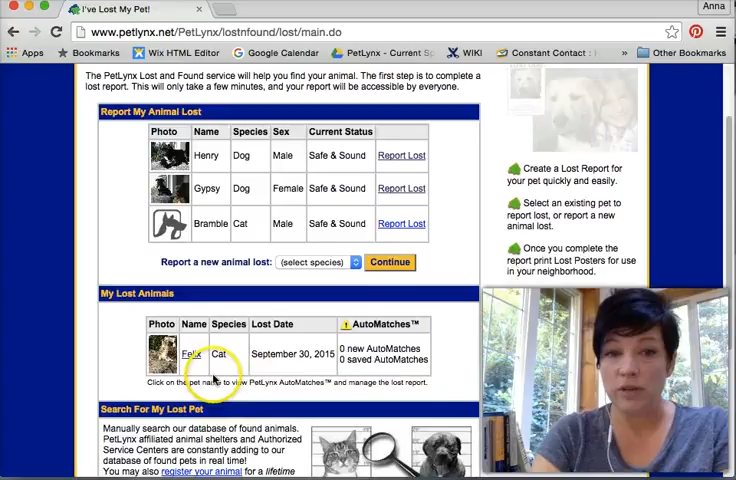 I've Lost My Pet!
Anna
www.petlynx.net/PetLynx/lostnfound/lost/main.do
Apps Bookmarks Wix HTML Editor Google Calendar PetLynx - Current S WIKI Constant Contact : » Other Bookmarks
The PetLynx Lost and Found service will help you find your animal. The first step is to complete a
lost report. This will only take a few minutes, and your report will be accessible by everyone.
Report My Animal Lost
Photo Name Species Sex Current Status
Henry Dog Male Safe & Sound Report Lost
Gypsy Dog Female Safe & Sound Report Lost
Bramble Cat Male Safe & Sound Report Lost
Report a new animal lost: (select species) Continue
My Lost Animals
Photo Name Species Lost Date AutoMatches™
Felix Cat September 30, 2015 0 new AutoMatches
0 saved AutoMatches
Click on the pet name to view PetLynx AutoMatches™ and manage the lost report.
Search For My Lost Pet
Manually search our database of found animals.
PetLynx affiliated animal shelters and Authorized
Service Centers are constantly adding to our
database of found pets in real time!
You may also register your animal for a lifetime
Create a Lost Report for
your pet quickly and easily.
Select an existing pet to
report lost, or report a new
animal lost.
Once you complete the
report print Lost Posters for use
in your neighborhood.